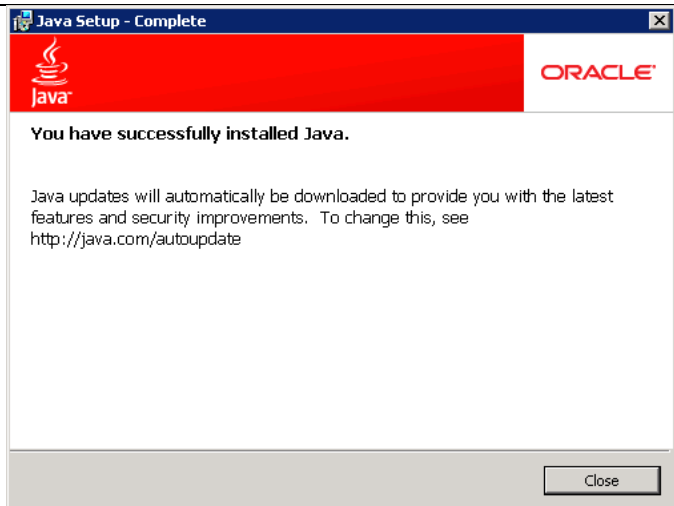 Java Setup - Complete
Java™
ORACLE®
You have successfully installed Java.
Java updates will automatically be downloaded to provide you with the latest
features and security improvements.  To change this, see
http://java.com/autoupdate
Close